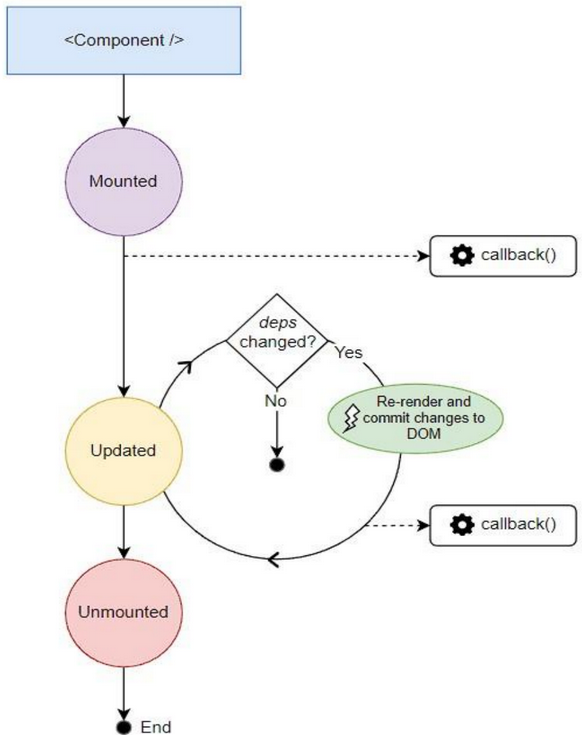 <Component />
Mounted
callback()
deps
changed?
Yes
No
Re-render and
commit changes to
DOM
Updated
callback()
Unmounted
End